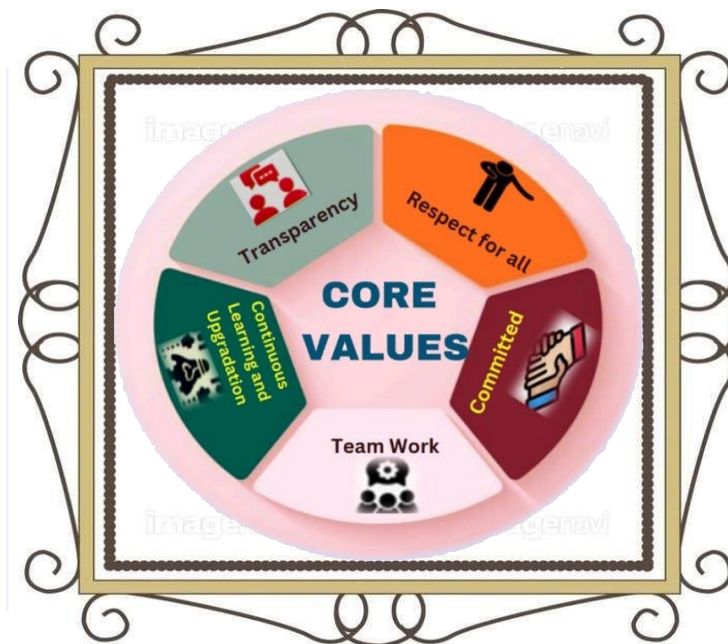 Transparency
Respect for all
CORE
VALUES
Continuous
Learning and
Upgradation
Committed
Team Work